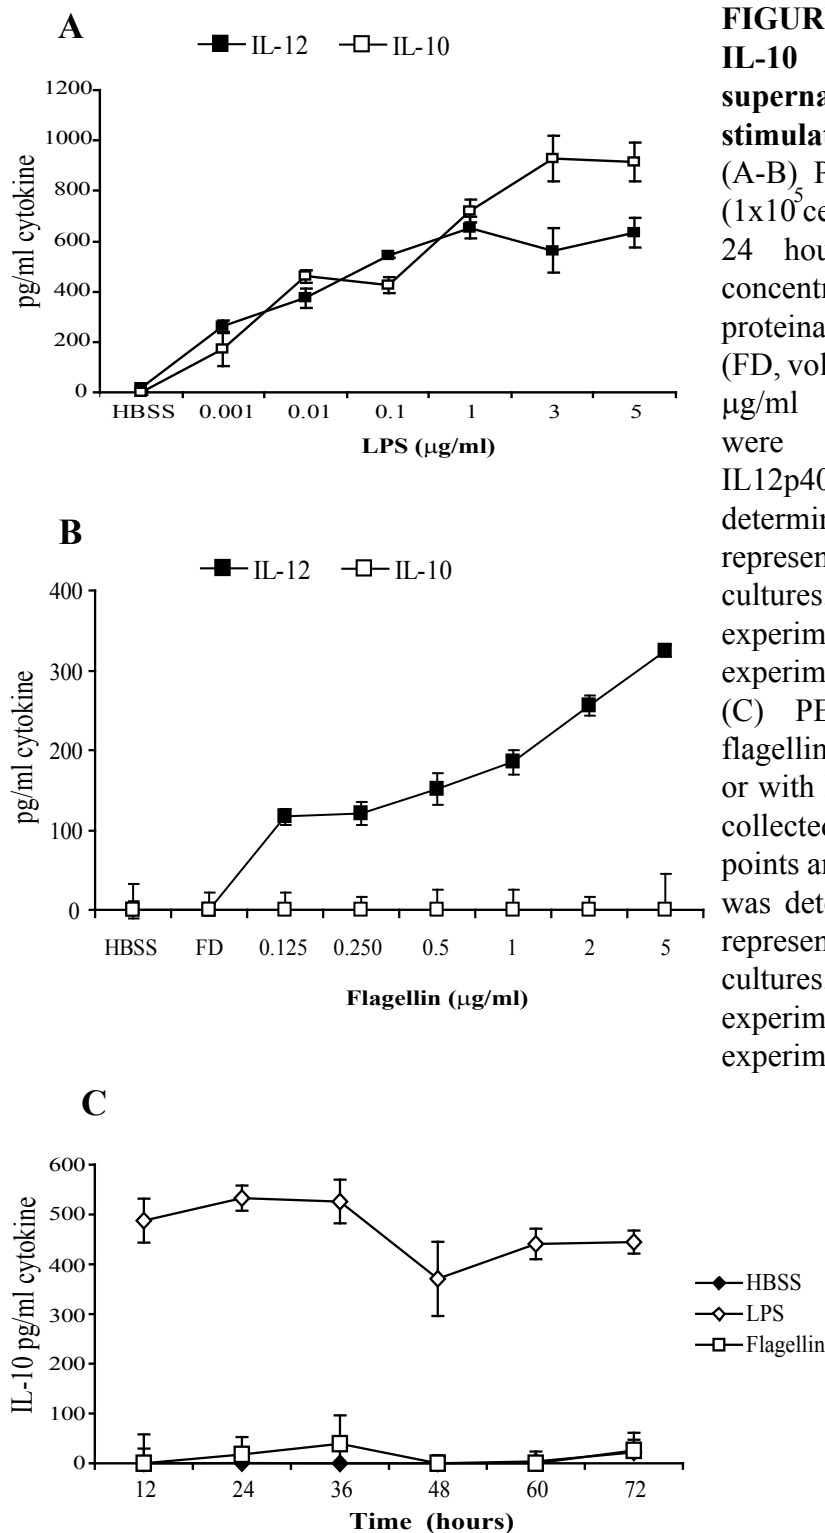 A
IL-12 IL-10
1200
1000
800
600
400
200
0
pg/ml cytokine
HBSS 0.001 0.01 0.1 1 3 5
LPS (µg/ml)
B
IL-12 IL-10
400
300
200
100
0
pg/ml cytokine
HBSS FD 0.125 0.250 0.5 1 2 5
Flagellin (µg/ml)
C
600
500
400
300
200
100
0
IL-10 pg/ml cytokine
12 24 36 48 60 72
Time (hours)
HBSS
LPS
Flagellin
FIGUR
IL-10
superna
stimulat
(A-B) P
(1x10⁵ce
24 hou
concentr
proteina
(FD, vol
µg/ml
were
IL12p40
determin
represen
cultures
experim
experim
(C) PE
flagellin
or with
collected
points ar
was dete
represen
cultures
experim
experim